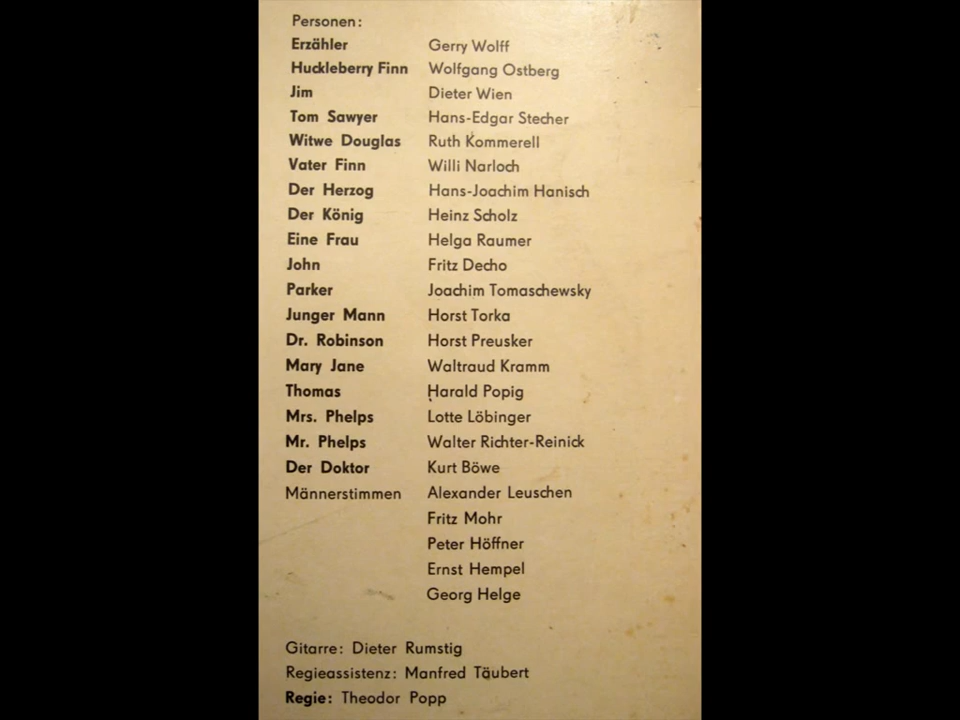 Personen:
Erzähler Gerry Wolff
Huckleberry Finn Wolfgang Ostberg
Jim Dieter Wien
Tom Sawyer Hans-Edgar Stecher
Witwe Douglas Ruth Kommerell
Vater Finn Willi Narloch
Der Herzog Hans-Joachim Hanisch
Der König Heinz Scholz
Eine Frau Helga Raumer
John Fritz Decho
Parker Joachim Tomaschewsky
Junger Mann Horst Torka
Dr. Robinson Horst Preusker
Mary Jane Waltraud Kramm
Thomas Harald Popig
Mrs. Phelps Lotte Löbinger
Mr. Phelps Walter Richter-Reinick
Der Doktor Kurt Böwe
Männerstimmen Alexander Leuschen
Fritz Mohr
Peter Höffner
Ernst Hempel
Georg Helge
Gitarre: Dieter Rumstig
Regieassistenz: Manfred Täubert
Regie: Theodor Popp